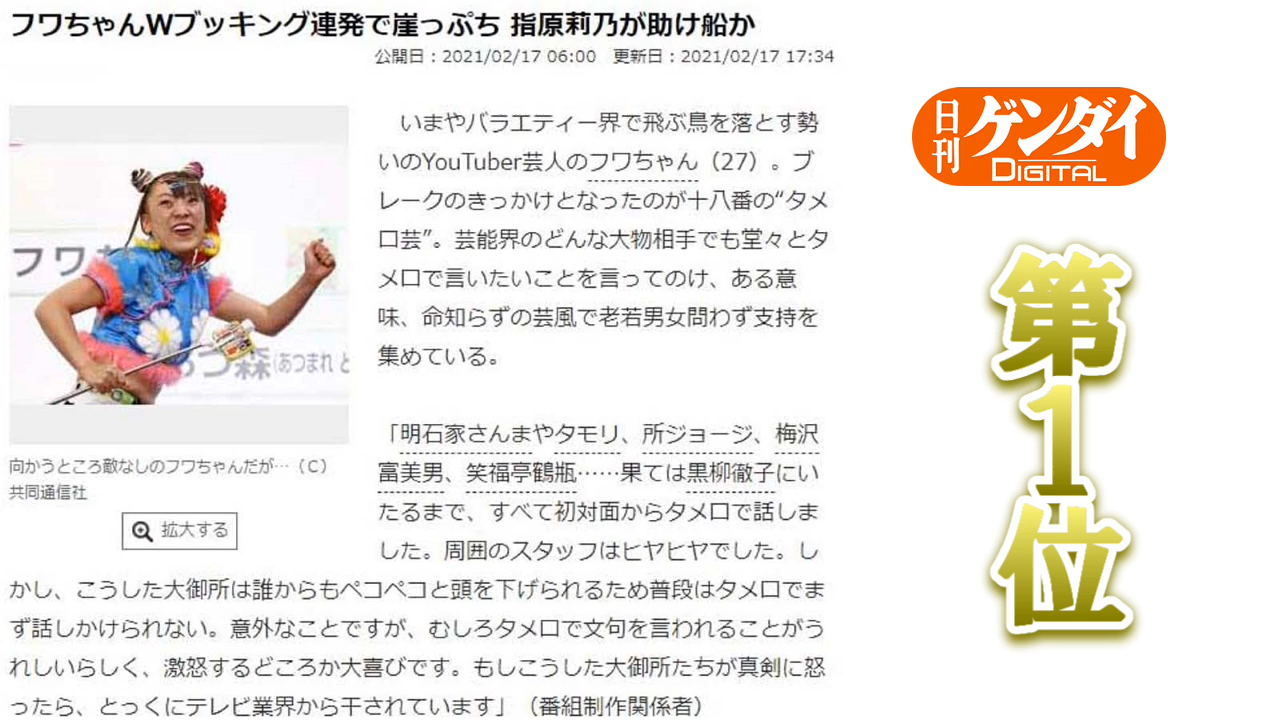 フワちゃんWブッキング連発で崖っぷち 指原莉乃が助け船か
公開日：2021/02/17 06:00　更新日：2021/02/17 17:34
いまやバラエティー界で飛ぶ鳥を落とす勢
いのYouTuber芸人のフワちゃん（27）。ブ
レークのきっかけとなったのが十八番の“タメ
口芸”。芸能界のどんな大物相手でも堂々とタ
メ口で言いたいことを言ってのけ、ある意
味、命知らずの芸風で老若男女問わず支持を
集めている。
フワち
つ森(あつまれ ど
向かうところ敵なしのフワちゃんだが…（Ｃ）
共同通信社
拡大する
「明石家さんまやタモリ、所ジョージ、梅沢
富美男、笑福亭鶴瓶……果ては黒柳徹子にい
たるまで、すべて初対面からタメ口で話しま
した。周囲のスタッフはヒヤヒヤでした。し
かし、こうした大御所は誰からもペコペコと頭を下げられるため普段はタメ口でま
ず話しかけられない。意外なことですが、むしろタメ口で文句を言われることがう
れしいらしく、激怒するどころか大喜びです。もしこうした大御所たちが真剣に怒
ったら、とっくにテレビ業界から干されています」（番組制作関係者）
日刊
ゲンダイ
DIGITAL
第1位